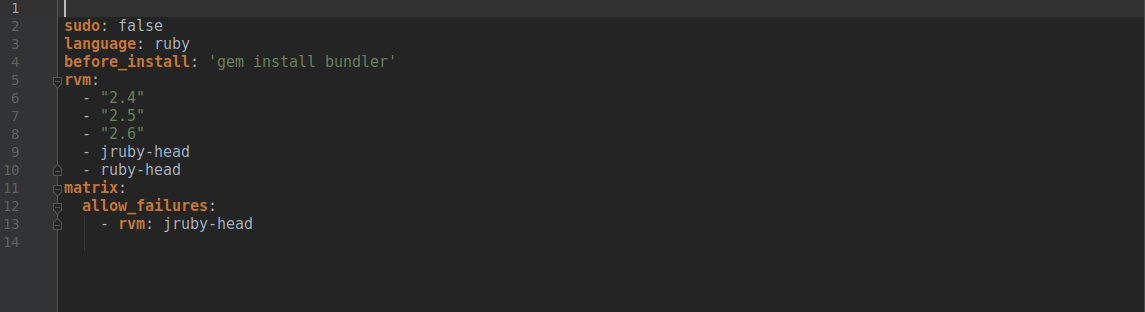 1
2 sudo: false
3 language: ruby
4 before_install: 'gem install bundler'
5 rvm:
6   - "2.4"
7   - "2.5"
8   - "2.6"
9   - jruby-head
10   - ruby-head
11 matrix:
12   allow_failures:
13     - rvm: jruby-head
14